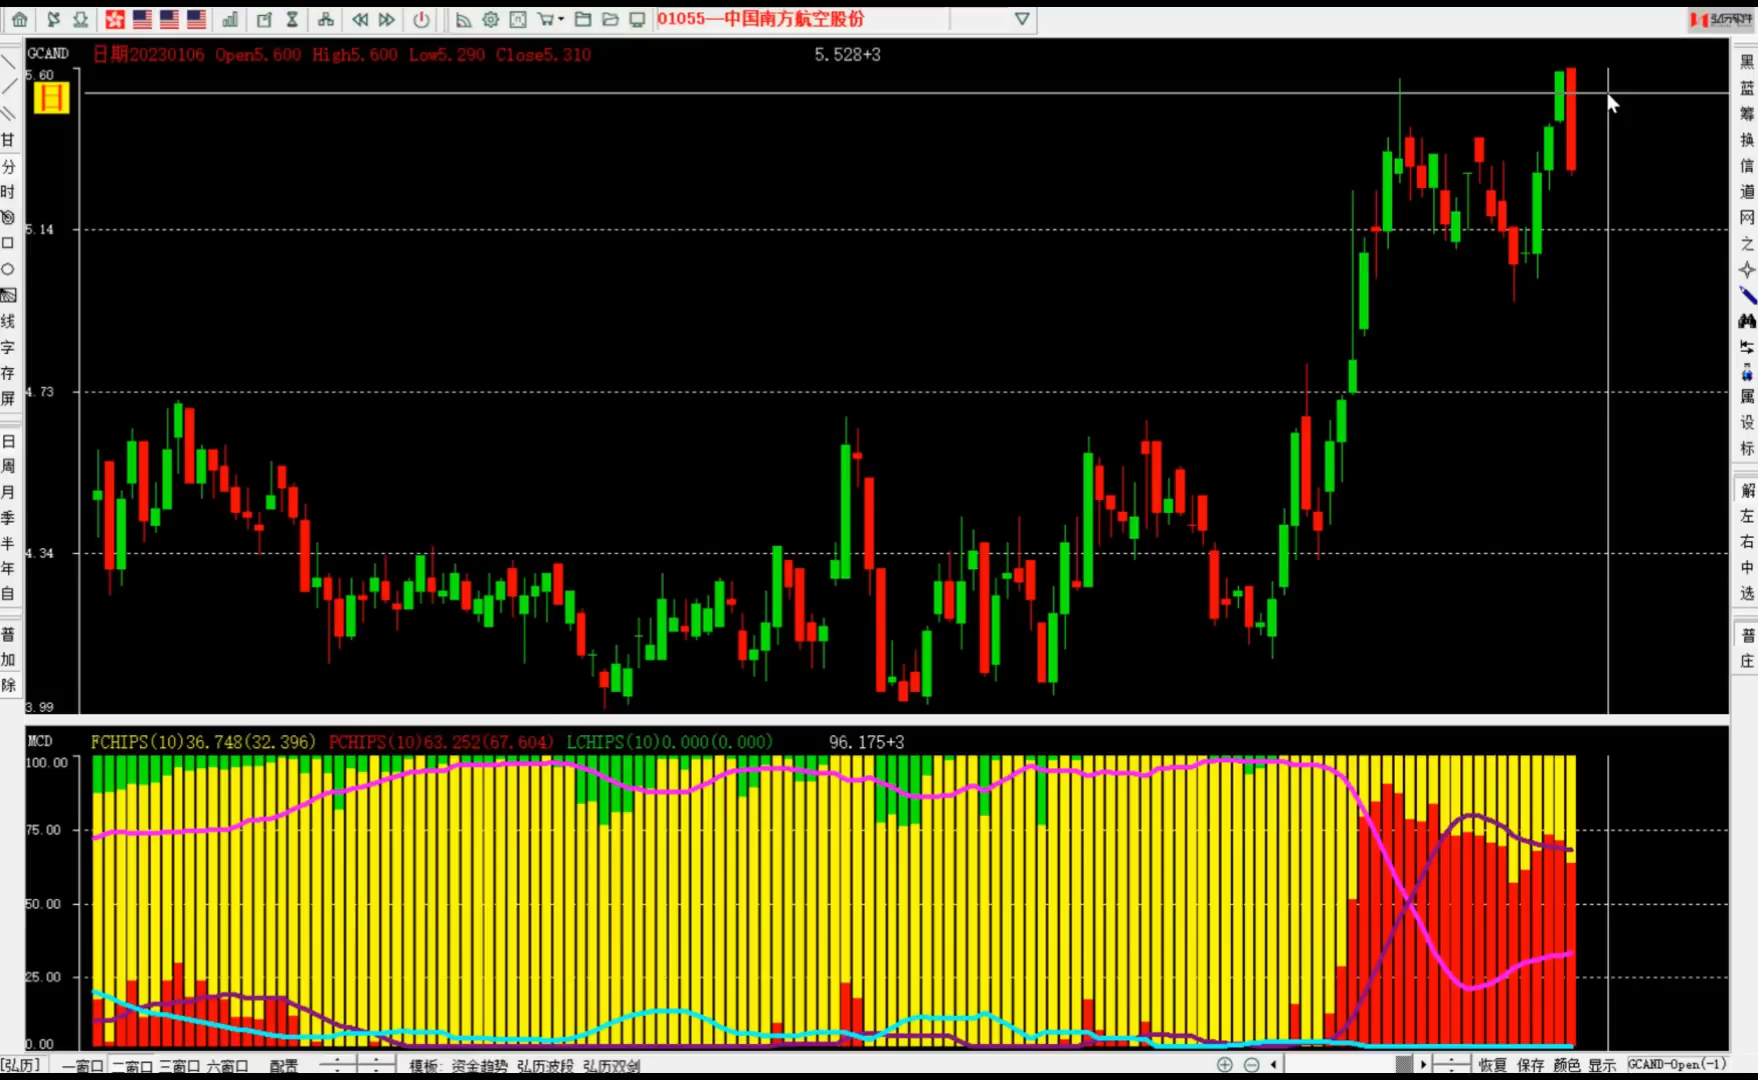 01055—中国南方航空股份
弘历软件
GCAND 日期20230106 Open5.600 High5.600 Low5.290 Close5.310 5.528+3
5.60
日
5.14
4.73
4.34
3.99
甘
分
时
线
字
存
屏
日
周
月
季
半
年
自
普
加
除
黑
蓝
筹
换
信
道
网
之
属
设
标
解
左
右
中
选
普
庄
MCD FCHIPS(10)36.748(32.396) PCHIPS(10)63.252(67.604) LCHIPS(10)0.000(0.000) 96.175+3
100.00
75.00
50.00
25.00
0.00
[弘历] 一窗口 二窗口 三窗口 六窗口 配置 模板: 资金趋势 弘历波段 弘历双剑 恢复 保存 颜色 显示 GCAND-Open(-1)